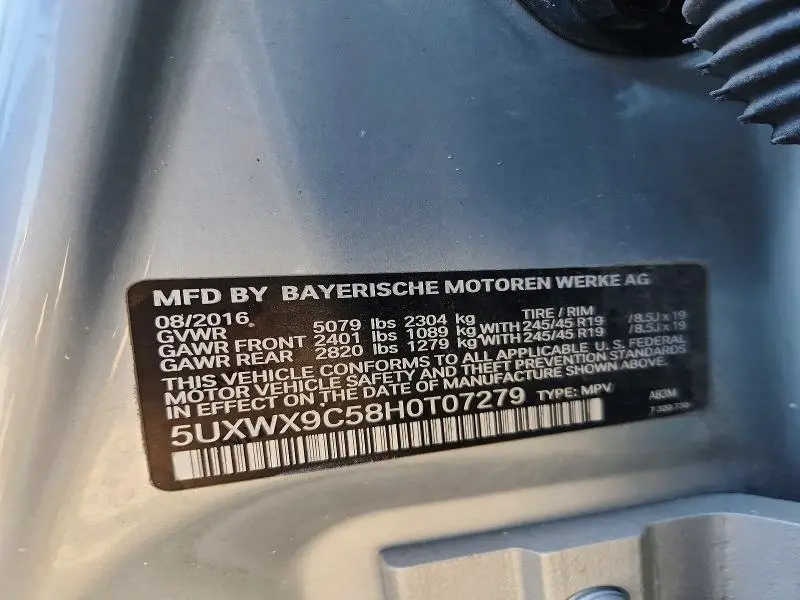 MFD BY BAYERISCHE MOTOREN WERKE AG
08/2016 TIRE / RIM
GVWR 5079 lbs 2304 kg
GAWR FRONT 2401 lbs 1089 kg WITH 245/45 R19 /8.5J x 19
GAWR REAR 2820 lbs 1279 kg WITH 245/45 R19 /8.5J x 19
THIS VEHICLE CONFORMS TO ALL APPLICABLE U.S. FEDERAL
MOTOR VEHICLE SAFETY AND THEFT PREVENTION STANDARDS
IN EFFECT ON THE DATE OF MANUFACTURE SHOWN ABOVE.
5UXWX9C58H0T07279 TYPE: MPV A83M